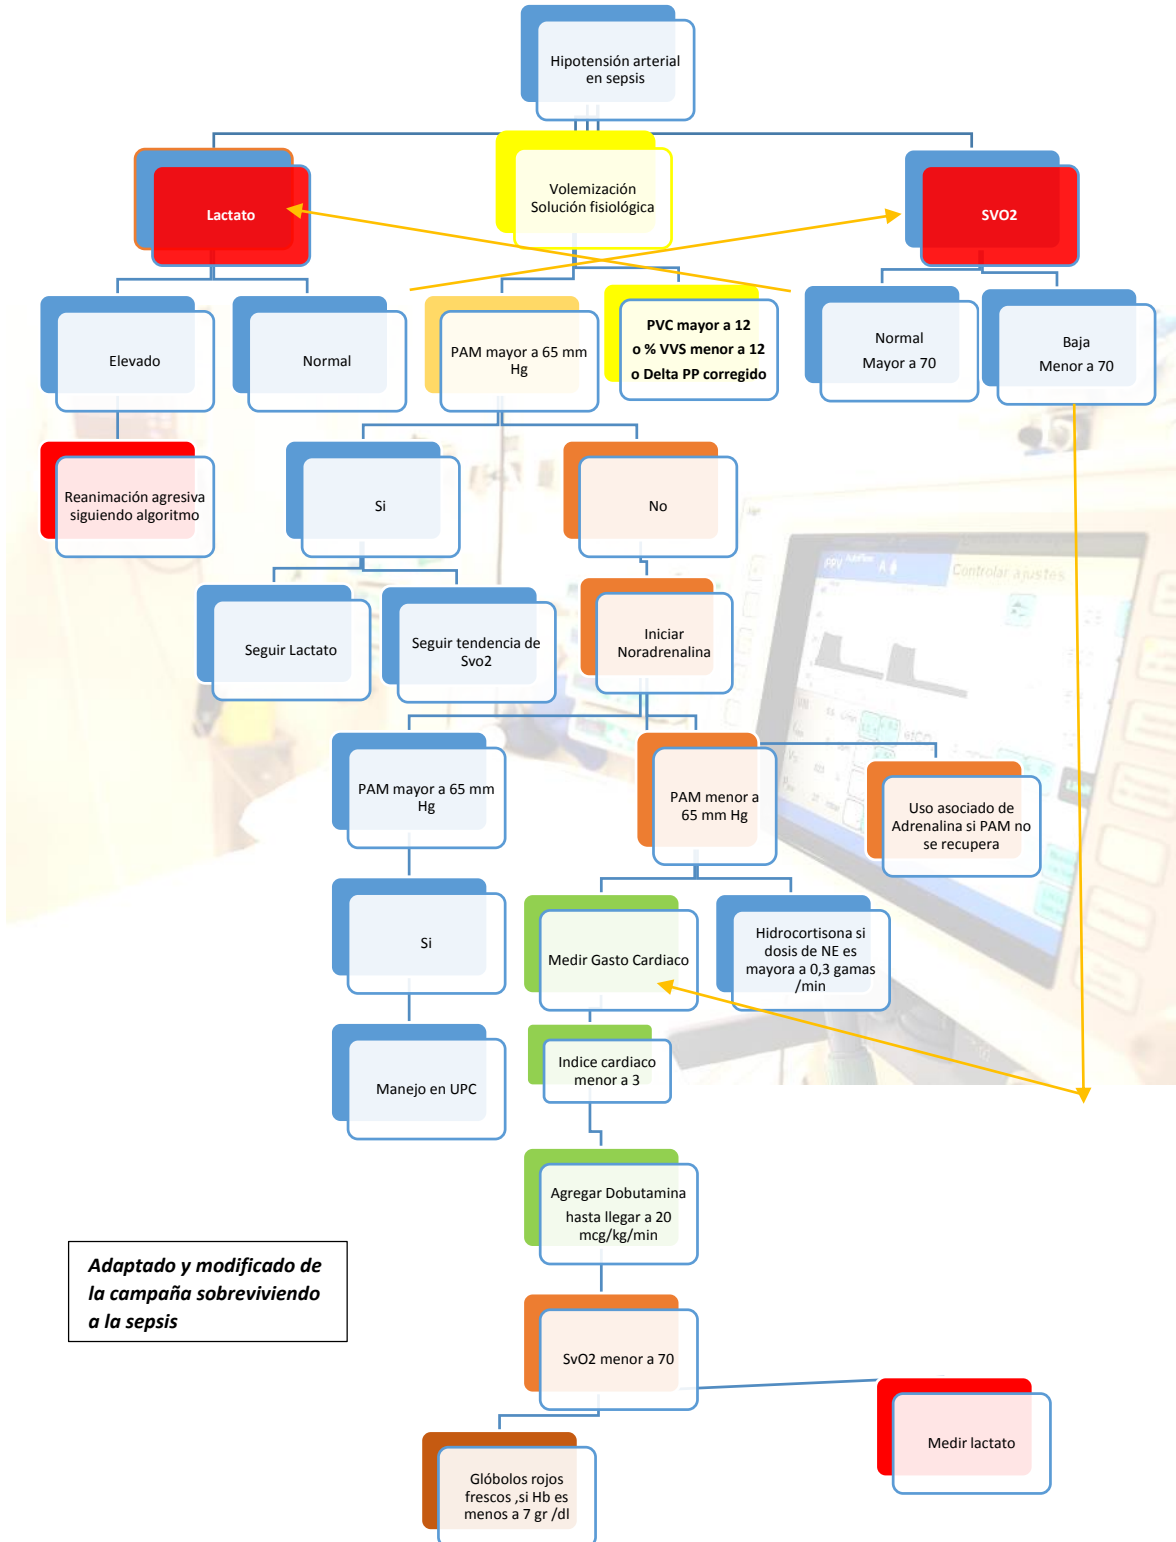 Hipotensión arterial
en sepsis
Lactato
Volemización
Solución fisiológica
SVO2
Elevado
Normal
PAM mayor a 65 mm
Hg
PVC mayor a 12
o % VVS menor a 12
o Delta PP corregido
Normal
Mayor a 70
Baja
Menor a 70
Reanimación agresiva
siguiendo algoritmo
Si
No
Seguir Lactato
Seguir tendencia de
Svo2
Iniciar
Noradrenalina
PPV
AutoFlow
A
Controlar ajustes
PAM mayor a 65 mm
Hg
PAM menor a
65 mm Hg
Uso asociado de
Adrenalina si PAM no
se recupera
Si
Medir Gasto Cardiaco
Hidrocortisona si
dosis de NE es
mayora a 0,3 gamas
/min
Manejo en UPC
Indice cardiaco
menor a 3
Agregar Dobutamina
hasta llegar a 20
mcg/kg/min
Adaptado y modificado de
la campaña sobreviviendo
a la sepsis
SvO2 menor a 70
Medir lactato
Glóbolos rojos
frescos ,si Hb es
menos a 7 gr /dl